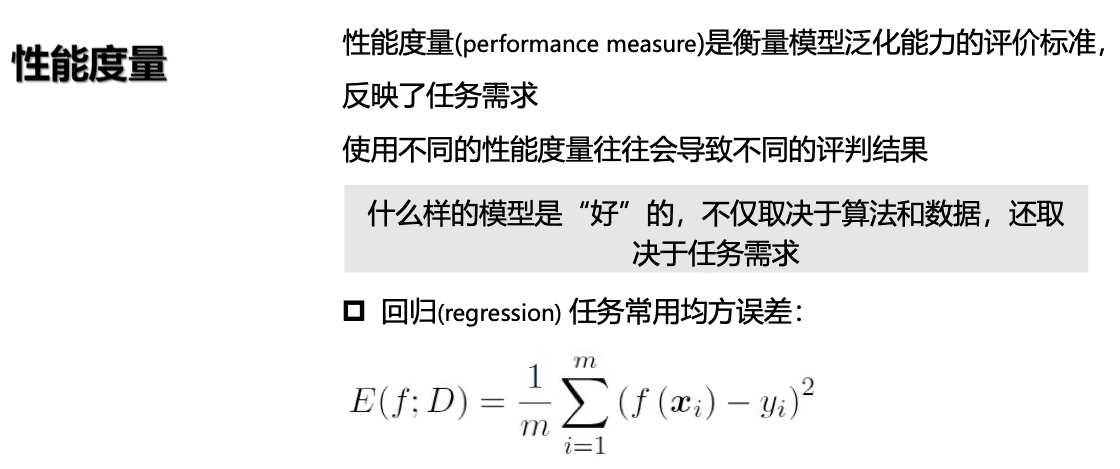 性能度量
性能度量(performance measure)是衡量模型泛化能力的评价标准，
反映了任务需求
使用不同的性能度量往往会导致不同的评判结果
什么样的模型是“好”的，不仅取决于算法和数据，还取
决于任务需求
回归(regression) 任务常用均方误差：
$E(f; D) = \frac{1}{m} \sum_{i=1}^{m} (f(\boldsymbol{x}_i) - y_i)^2$